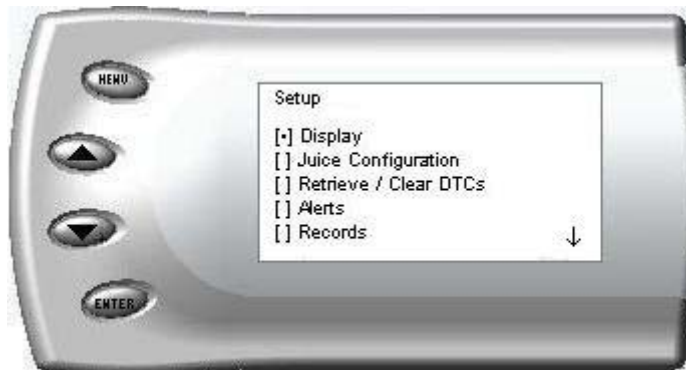 MENU
Setup
[•] Display
[ ] Juice Configuration
[ ] Retrieve / Clear DTCs
[ ] Alerts
[ ] Records
ENTER